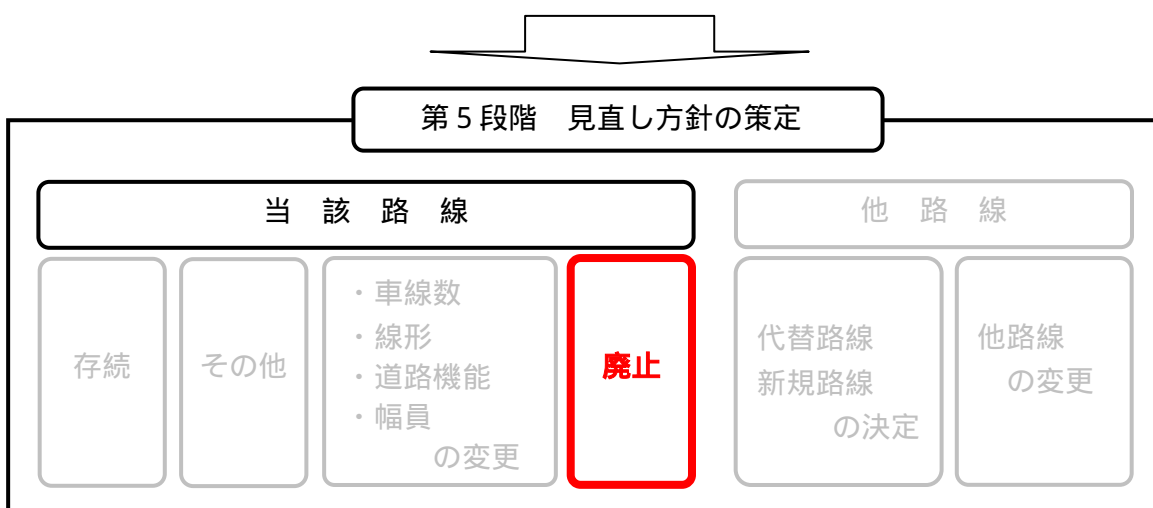 第５段階　見直し方針の策定
当　該　路　線
他　路　線
存続
その他
・車線数
・線形
・道路機能
・幅員
の変更
廃止
代替路線
新規路線
の決定
他路線
の変更